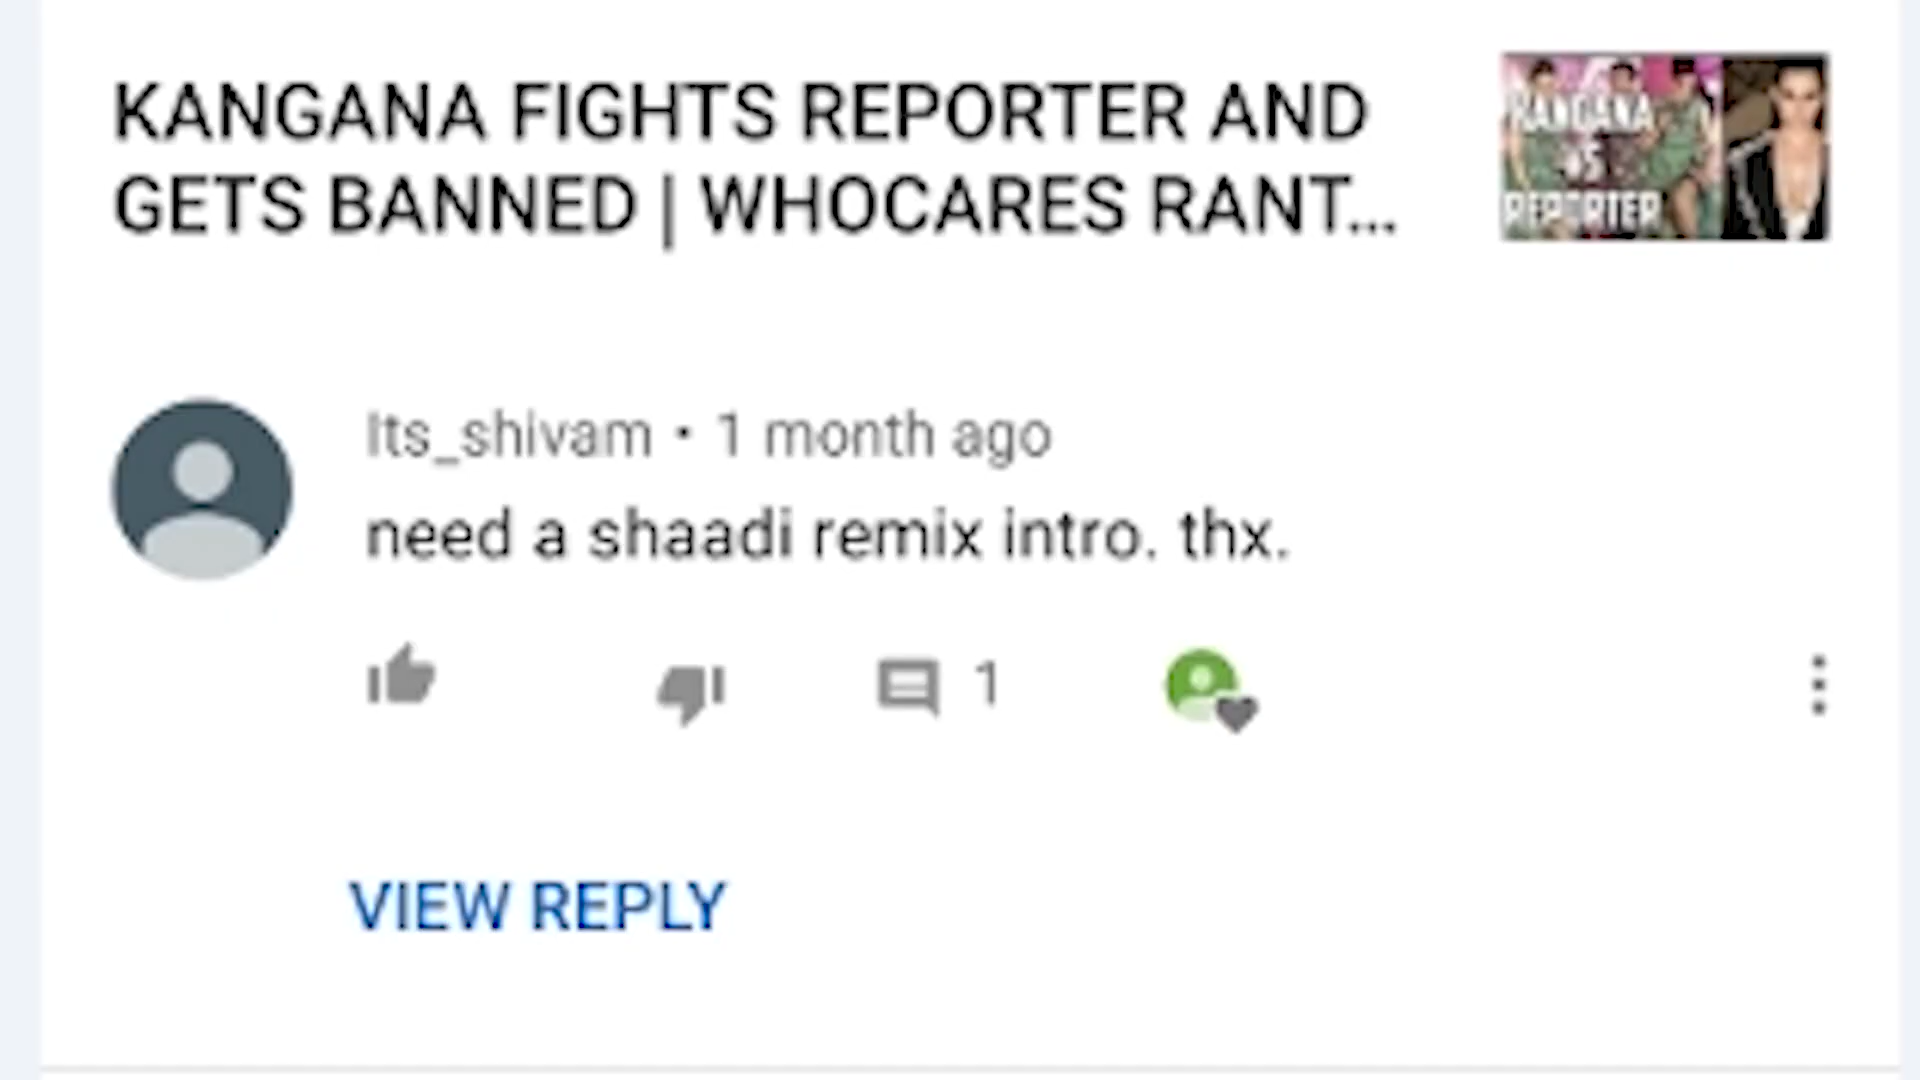 KANGANA FIGHTS REPORTER AND
GETS BANNED | WHOCARES RANT...
KANGANA
VS
REPORTER
Its_shivam • 1 month ago
need a shaadi remix intro. thx.
1
VIEW REPLY